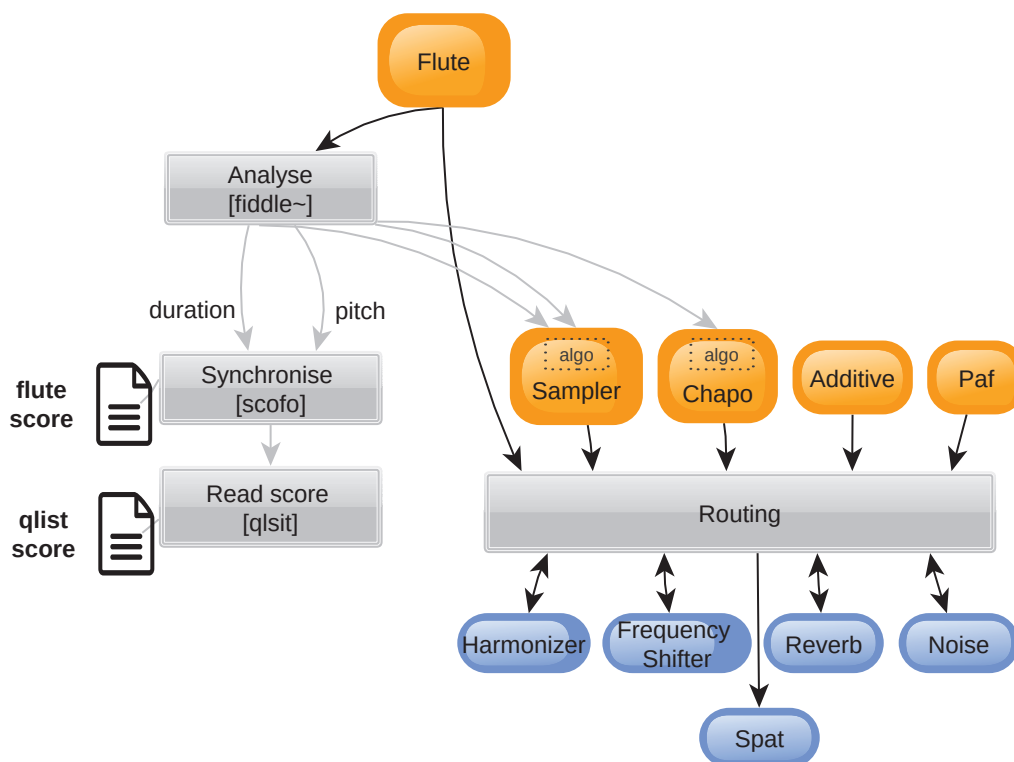 Flute
Analyse
[fiddle~]
duration
pitch
algo
Sampler
algo
Chapo
Additive
Paf
flute
score
Synchronise
[scofo]
qlist
score
Read score
[qlsit]
Routing
Harmonizer
Frequency
Shifter
Reverb
Noise
Spat